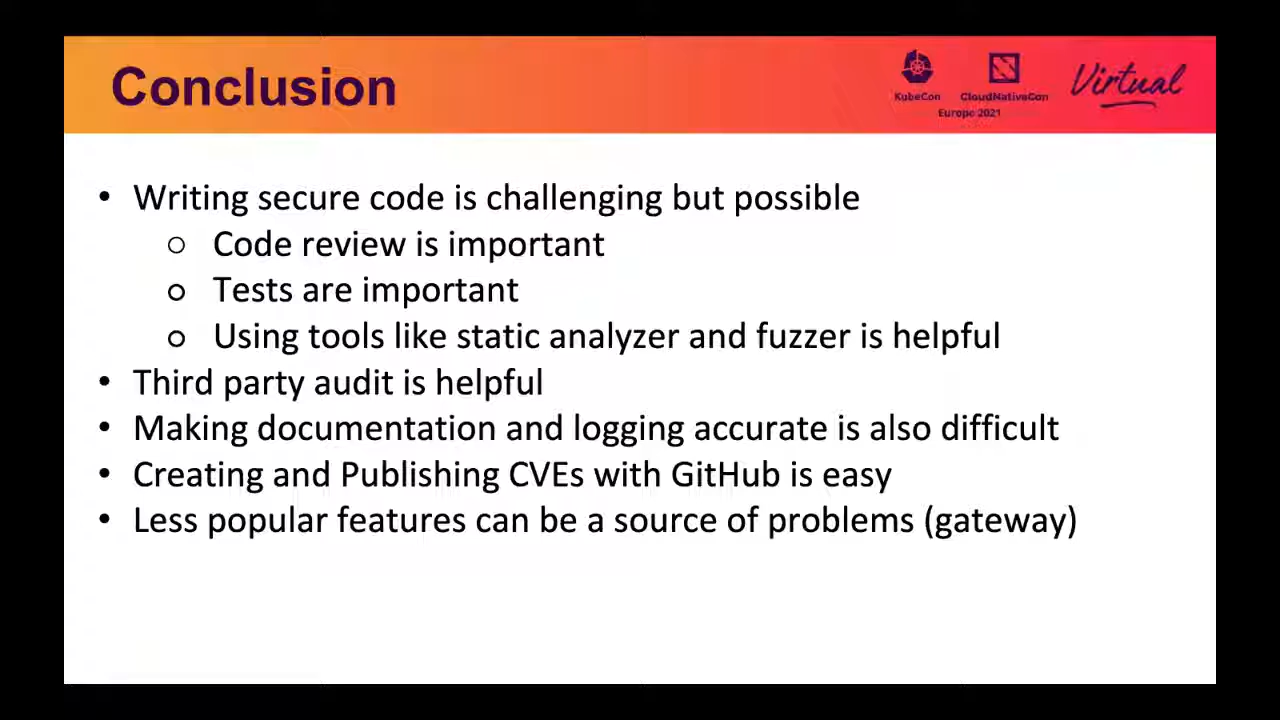 Conclusion
KubeCon
CloudNativeCon
Europe 2021
Virtual
• Writing secure code is challenging but possible
○ Code review is important
○ Tests are important
○ Using tools like static analyzer and fuzzer is helpful
• Third party audit is helpful
• Making documentation and logging accurate is also difficult
• Creating and Publishing CVEs with GitHub is easy
• Less popular features can be a source of problems (gateway)